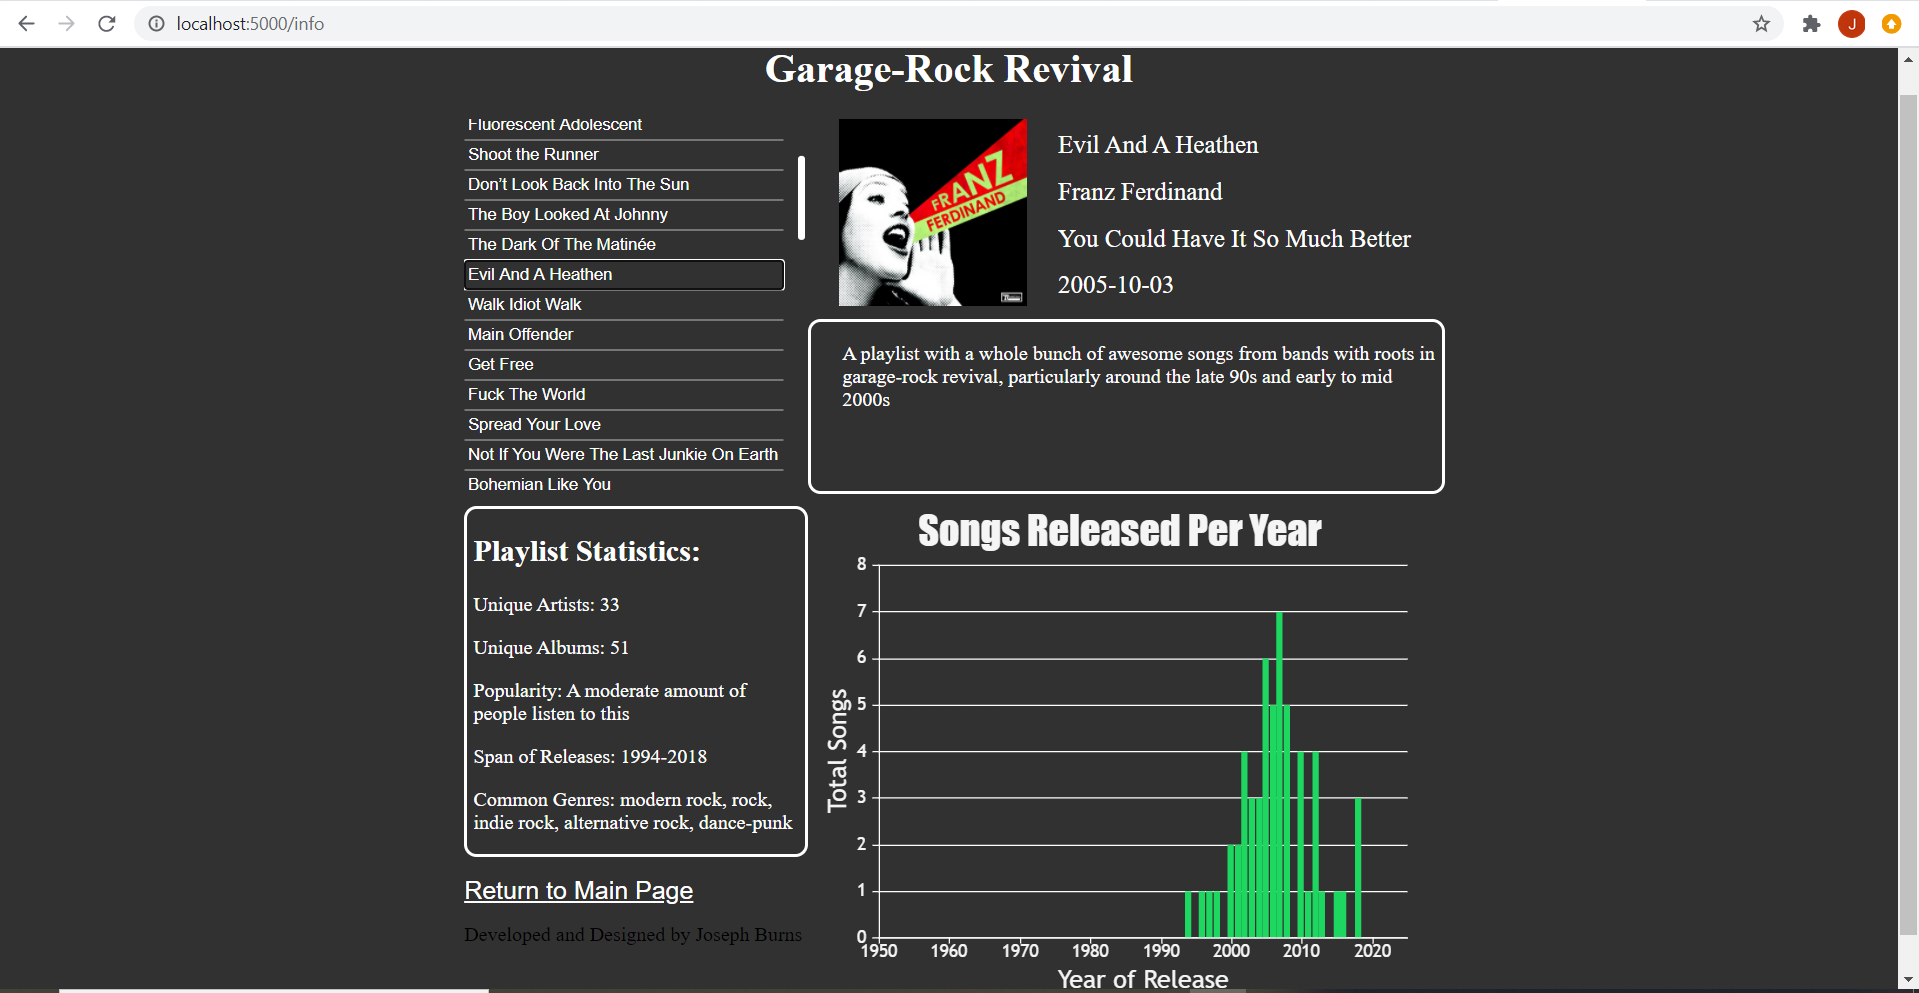 localhost:5000/info
J
Garage-Rock Revival
Fluorescent Adolescent
Shoot the Runner
Don't Look Back Into The Sun
The Boy Looked At Johnny
The Dark Of The Matinée
Evil And A Heathen
Walk Idiot Walk
Main Offender
Get Free
Fuck The World
Spread Your Love
Not If You Were The Last Junkie On Earth
Bohemian Like You
FRANZ
FERDINAND
Evil And A Heathen
Franz Ferdinand
You Could Have It So Much Better
2005-10-03
A playlist with a whole bunch of awesome songs from bands with roots in
garage-rock revival, particularly around the late 90s and early to mid
2000s
Playlist Statistics:
Unique Artists: 33
Unique Albums: 51
Popularity: A moderate amount of
people listen to this
Span of Releases: 1994-2018
Common Genres: modern rock, rock,
indie rock, alternative rock, dance-punk
Return to Main Page
Developed and Designed by Joseph Burns
Songs Released Per Year
Total Songs
8
7
6
5
4
3
2
1
0
1950 1960 1970 1980 1990 2000 2010 2020
Year of Release